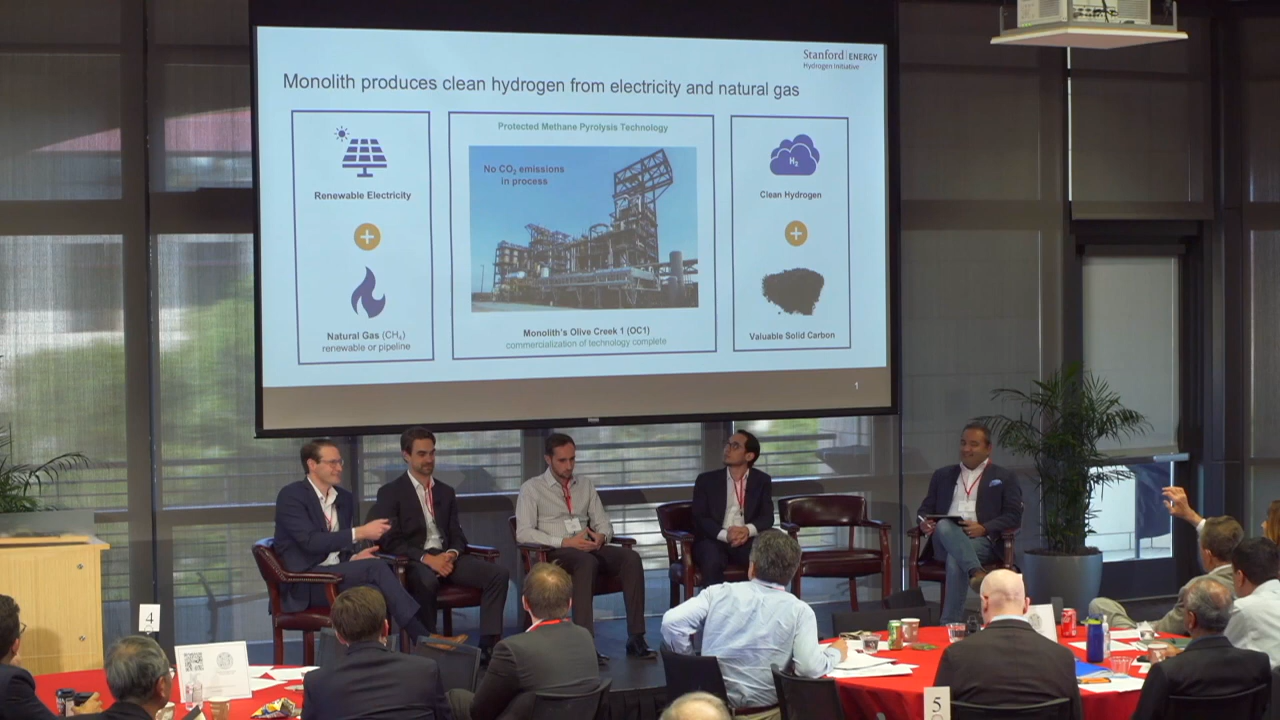 Stanford | ENERGY
Hydrogen Initiative
Monolith produces clean hydrogen from electricity and natural gas
Renewable Electricity
Natural Gas (CH₄)
renewable or pipeline
Protected Methane Pyrolysis Technology
No CO₂ emissions
in process
Monolith's Olive Creek 1 (OC1)
commercialization of technology complete
H₂
Clean Hydrogen
Valuable Solid Carbon
1
4
5